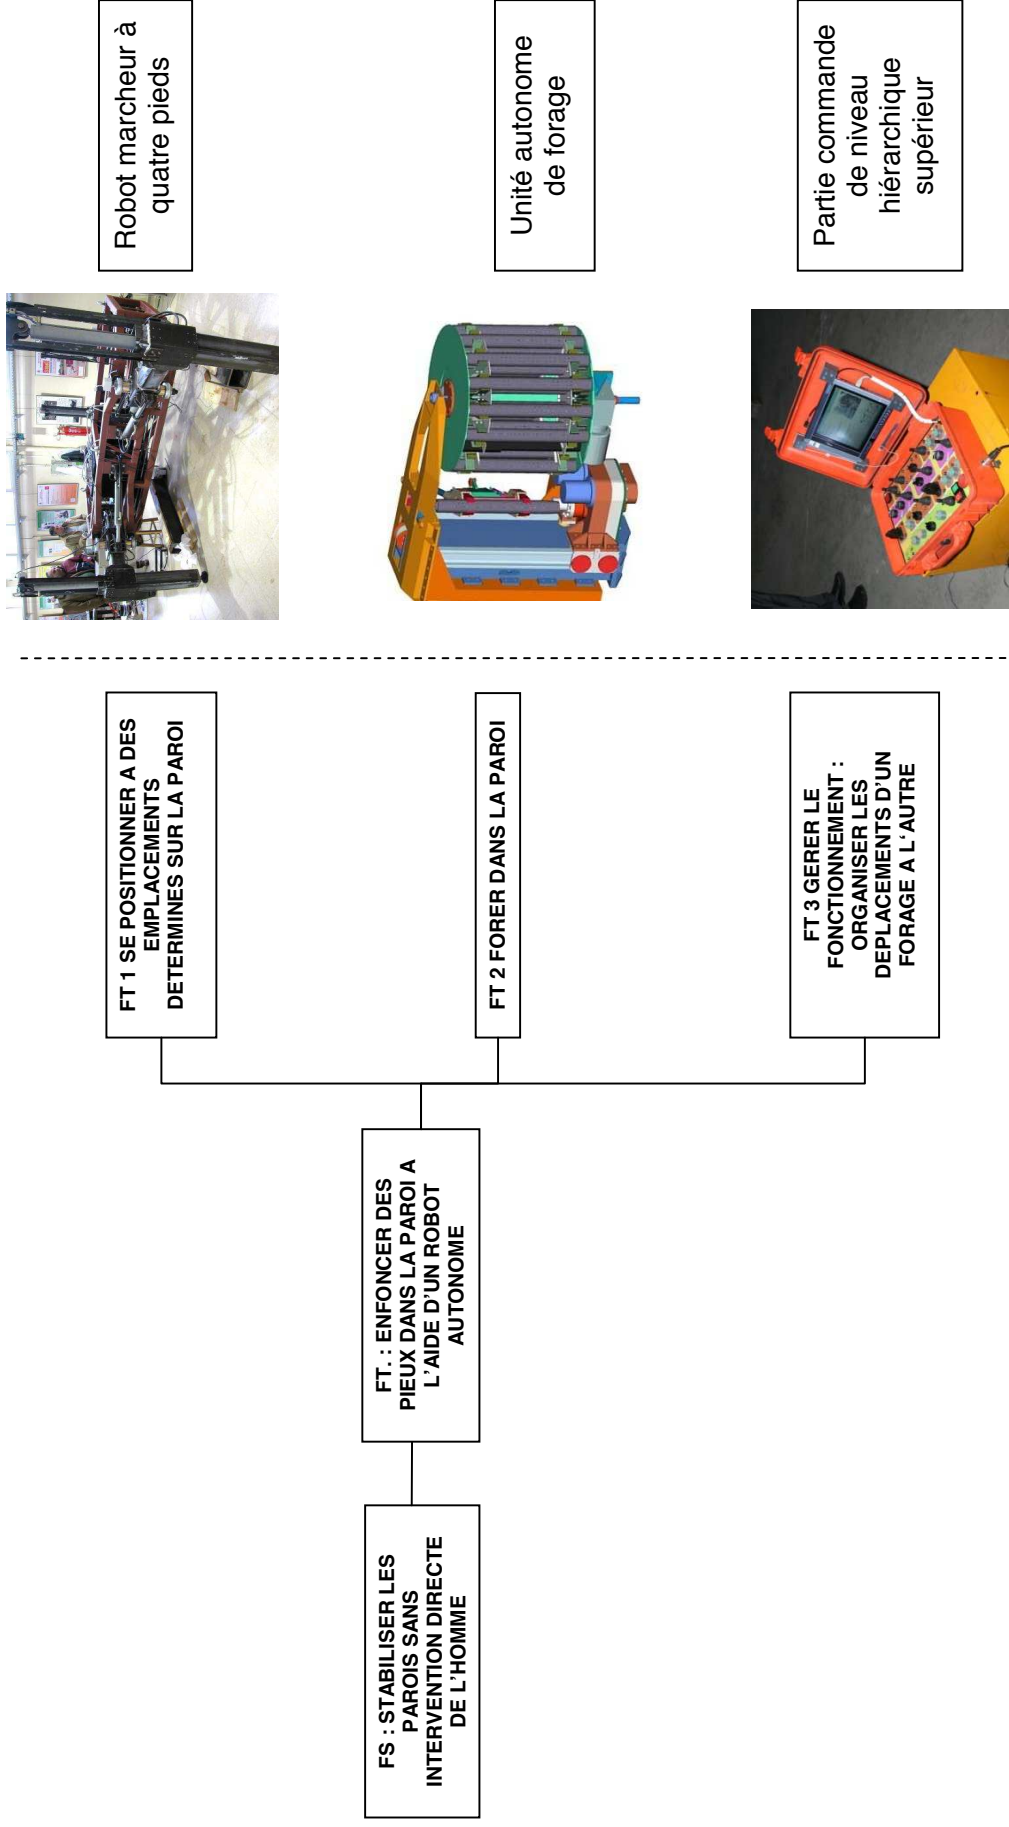 FS : STABILISER LES
PAROIS SANS
INTERVENTION DIRECTE
DE L'HOMME
FT. : ENFONCER DES
PIEUX DANS LA PAROI A
L'AIDE D'UN ROBOT
AUTONOME
FT 1 SE POSITIONNER A DES
EMPLACEMENTS
DETERMINES SUR LA PAROI
Robot marcheur à
quatre pieds
FT 2 FORER DANS LA PAROI
Unité autonome
de forage
FT 3 GERER LE
FONCTIONNEMENT :
ORGANISER LES
DEPLACEMENTS D'UN
FORAGE A L'AUTRE
Partie commande
de niveau
hiérarchique
supérieur